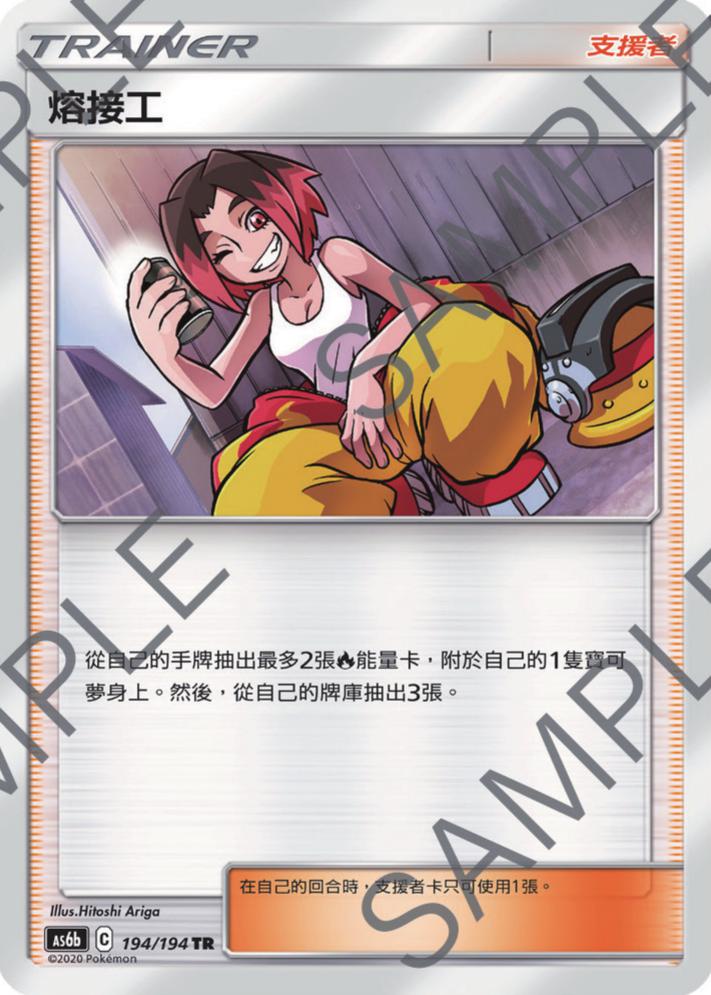 TRAINER
支援者
熔接工
從自己的手牌抽出最多2張🔥能量卡，附於自己的1隻寶可
夢身上。然後，從自己的牌庫抽出3張。
在自己的回合時，支援者卡只可使用1張。
Illus.Hitoshi Ariga
AS6b C 194/194 TR
©2020 Pokémon
SAMPLE
SAMPLE
SAMPLE
SAMPLE